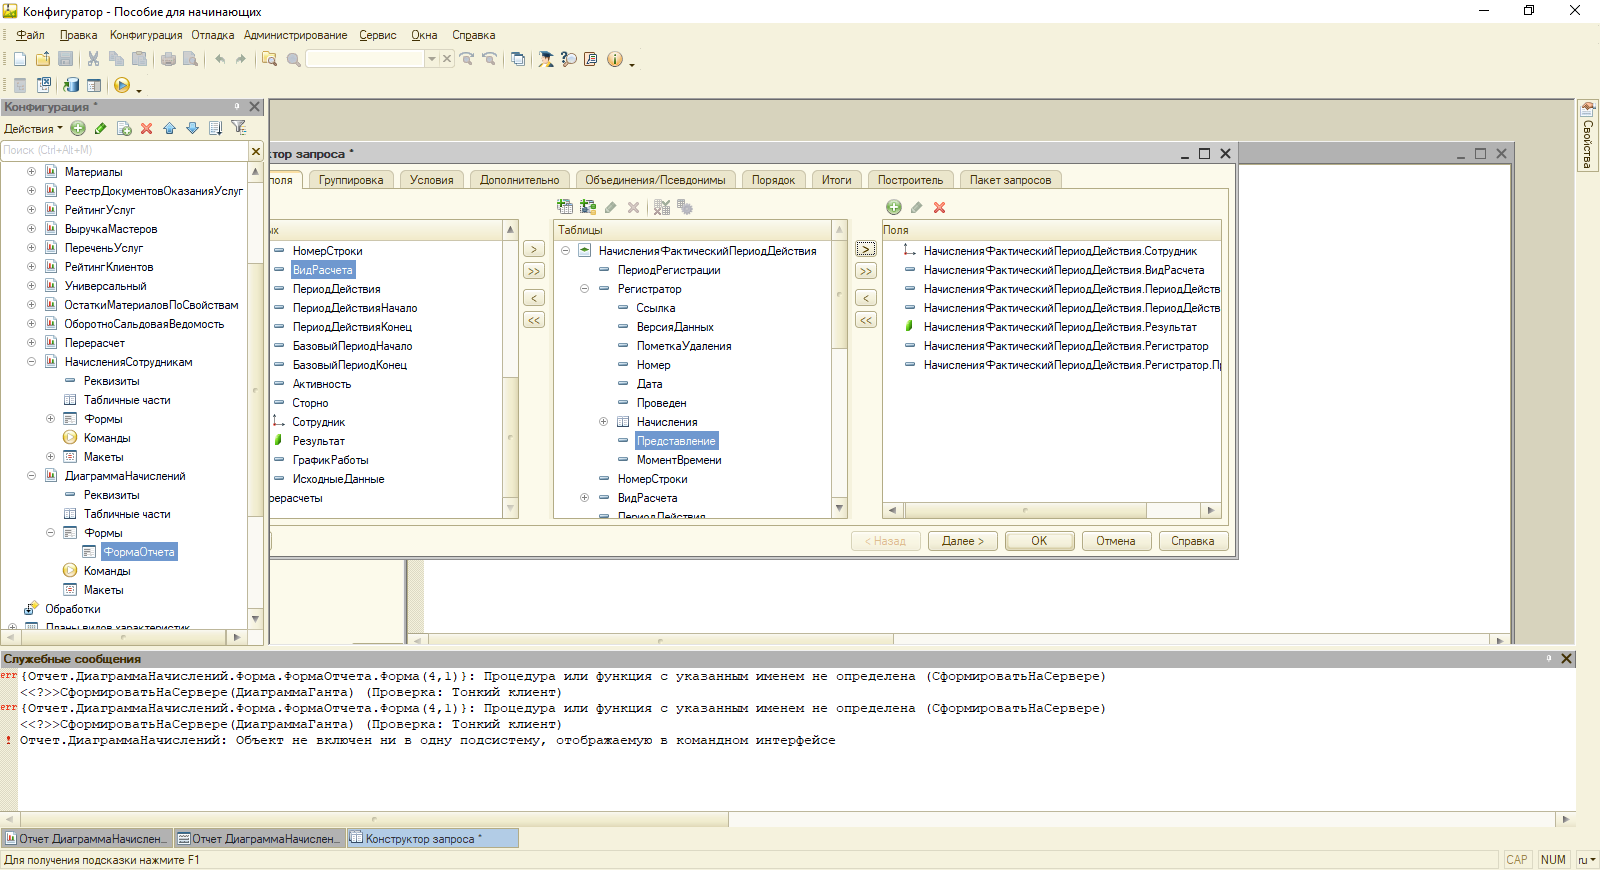 Конфигуратор - Пособие для начинающих
Файл Правка Конфигурация Отладка Администрирование Сервис Окна Справка
Конфигурация *
Действия
Поиск (Ctrl+Alt+M)
Материалы
РеестрДокументовОказанияУслуг
РейтингУслуг
ВыручкаМастеров
ПереченьУслуг
РейтингКлиентов
Универсальный
ОстаткиМатериаловПоСвойствам
ОборотноСальдоваяВедомость
Перерасчет
НачисленияСотрудникам
Реквизиты
Табличные части
Формы
Команды
Макеты
ДиаграммаНачислений
Реквизиты
Табличные части
Формы
ФормаОтчета
Команды
Макеты
Обработки
Планы видов характеристик
ктор запроса *
поля Группировка Условия Дополнительно Объединения/Псевдонимы Порядок Итоги Построитель Пакет запросов
ых
НомерСтроки
ВидРасчета
ПериодДействия
ПериодДействияНачало
ПериодДействияКонец
БазовыйПериодНачало
БазовыйПериодКонец
Активность
Сторно
Сотрудник
Результат
ГрафикРаботы
ИсходныеДанные
ерасчеты
>
>>
<
<<
Таблицы
НачисленияФактическийПериодДействия
ПериодРегистрации
Регистратор
Ссылка
ВерсияДанных
ПометкаУдаления
Номер
Дата
Проведен
Начисления
Представление
МоментВремени
НомерСтроки
ВидРасчета
ПериодДействия
>
>>
<
<<
Поля
НачисленияФактическийПериодДействия.Сотрудник
НачисленияФактическийПериодДействия.ВидРасчета
НачисленияФактическийПериодДействия.ПериодДейств
НачисленияФактическийПериодДействия.ПериодДейств
НачисленияФактическийПериодДействия.Результат
НачисленияФактическийПериодДействия.Регистратор
НачисленияФактическийПериодДействия.Регистратор.Пр
< Назад Далее > OK Отмена Справка
Свойства
Служебные сообщения
err {Отчет.ДиаграммаНачислений.Форма.ФормаОтчета.Форма(4,1)}: Процедура или функция с указанным именем не определена (СформироватьНаСервере)
<<?>>СформироватьНаСервере(ДиаграммаГанта) (Проверка: Тонкий клиент)
err {Отчет.ДиаграммаНачислений.Форма.ФормаОтчета.Форма(4,1)}: Процедура или функция с указанным именем не определена (СформироватьНаСервере)
<<?>>СформироватьНаСервере(ДиаграммаГанта) (Проверка: Тонкий клиент)
! Отчет.ДиаграммаНачислений: Объект не включен ни в одну подсистему, отображаемую в командном интерфейсе
Отчет ДиаграммаНачислен... Отчет ДиаграммаНачислен... Конструктор запроса *
Для получения подсказки нажмите F1 CAP NUM ru